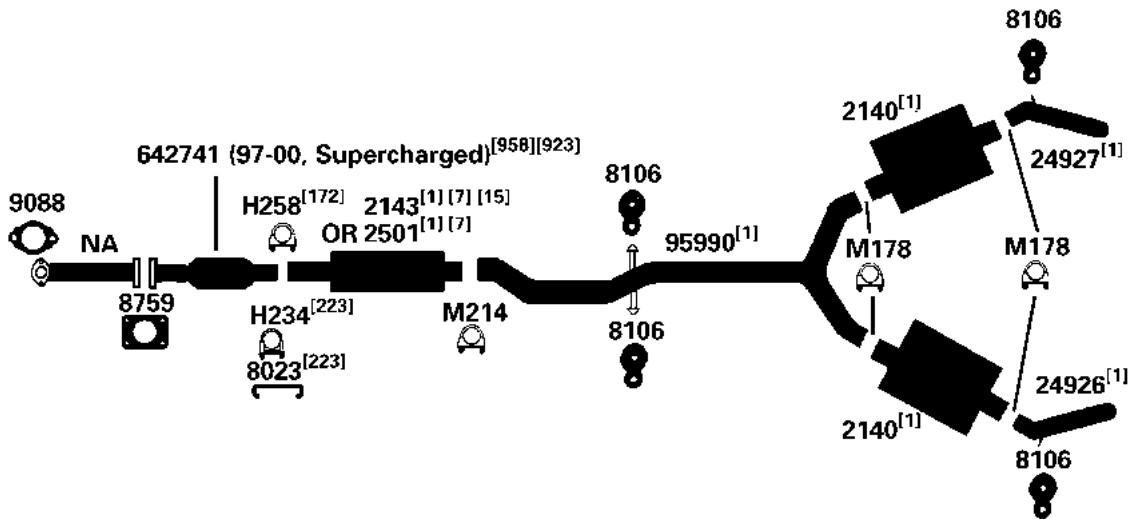 8106
2140[1]
24927[1]
642741 (97-00, Supercharged)[958][923]
8106
9088
H258[172]
2143[1] [7] [15]
NA
OR 2501[1] [7]
95990[1]
M178
M178
8759
H234[223]
M214
8106
8023[223]
24926[1]
2140[1]
8106